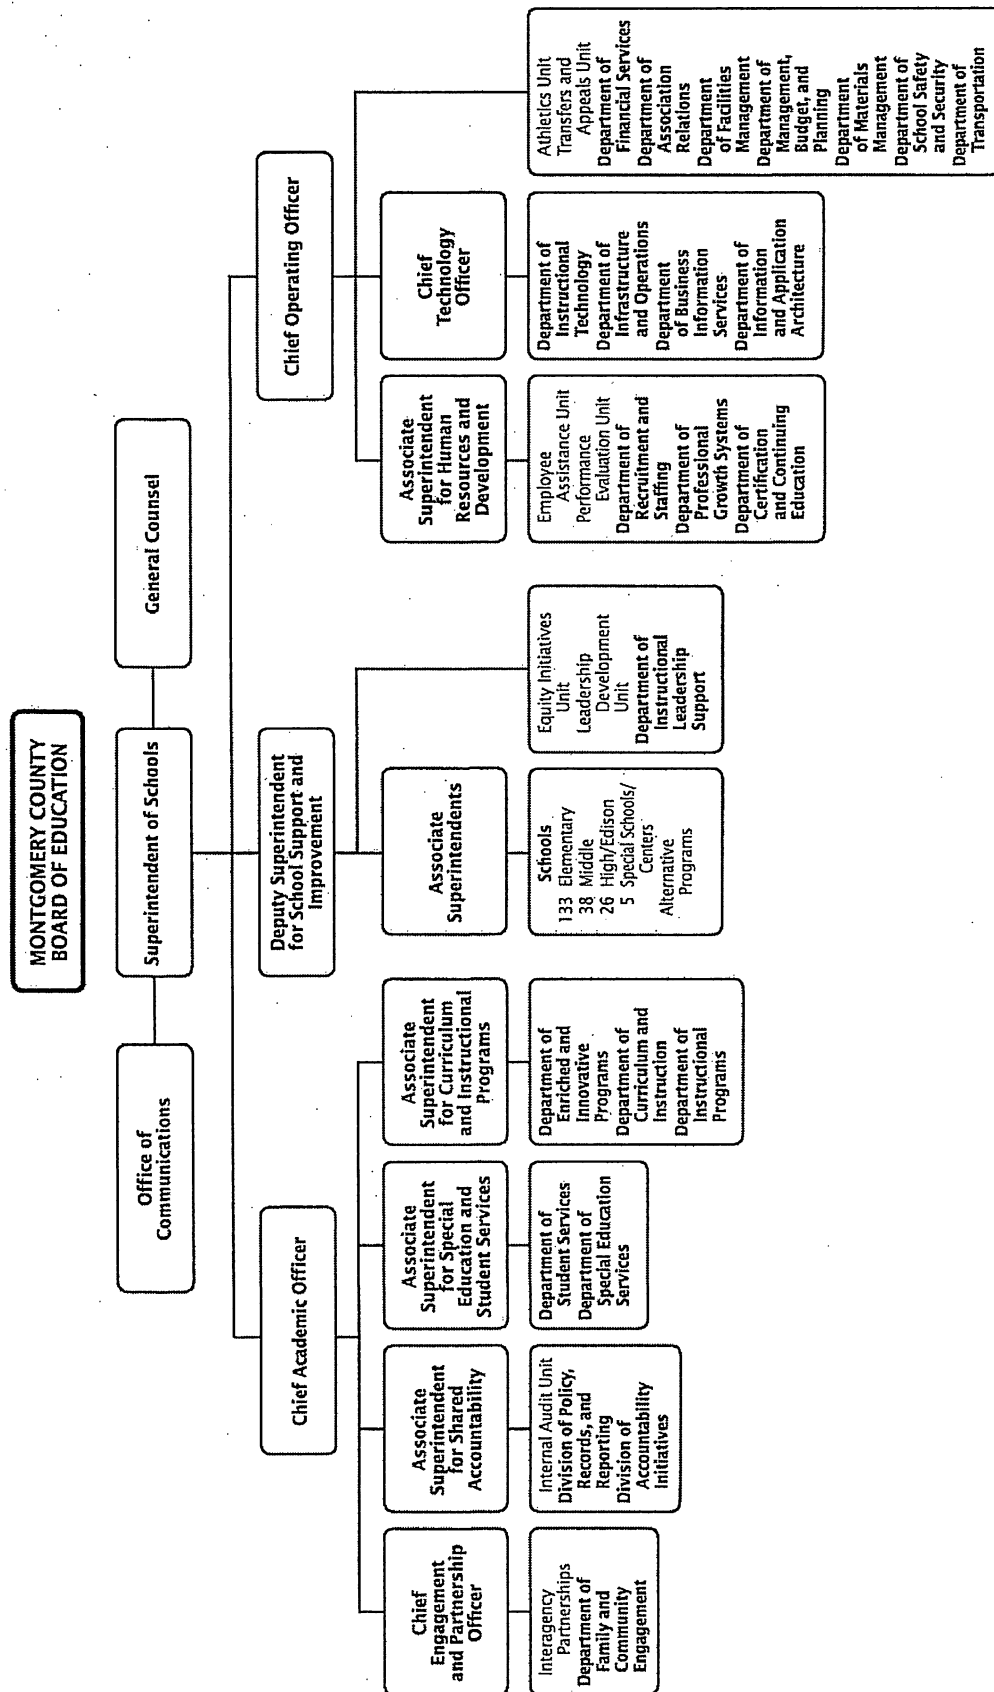 MONTGOMERY COUNTY
BOARD OF EDUCATION
Office of
Communications
Superintendent of Schools
General Counsel
Chief Academic Officer
Deputy Superintendent
for School Support and
Improvement
Chief Operating Officer
Chief
Engagement
and Partnership
Officer
Associate
Superintendent
for Shared
Accountability
Associate
Superintendent
for Special
Education and
Student Services
Associate
Superintendent
for Curriculum
and Instructional
Programs
Associate
Superintendents
Associate
Superintendent
for Human
Resources and
Development
Chief
Technology
Officer
Interagency
Partnerships
Department of
Family and
Community
Engagement
Internal Audit Unit
Division of Policy,
Records, and
Reporting
Division of
Accountability
Initiatives
Department of
Student Services
Department of
Special Education
Services
Department of
Enriched and
Innovative
Programs
Department of
Curriculum and
Instruction
Department of
Instructional
Programs
Schools
133 Elementary
38 Middle
26 High/Edison
5 Special Schools/
Centers
Alternative
Programs
Equity Initiatives
Unit
Leadership
Development
Unit
Department of
Instructional
Leadership
Support
Employee
Assistance Unit
Performance
Evaluation Unit
Department of
Recruitment and
Staffing
Department of
Professional
Growth Systems
Department of
Certification
and Continuing
Education
Department of
Instructional
Technology
Department of
Infrastructure
and Operations
Department
of Business
Information
Services
Department of
Information
and Application
Architecture
Athletics Unit
Transfers and
Appeals Unit
Department of
Financial Services
Department of
Association
Relations
Department
of Facilities
Management
Department of
Management,
Budget, and
Planning
Department
of Materials
Management
Department of
School Safety
and Security
Department of
Transportation